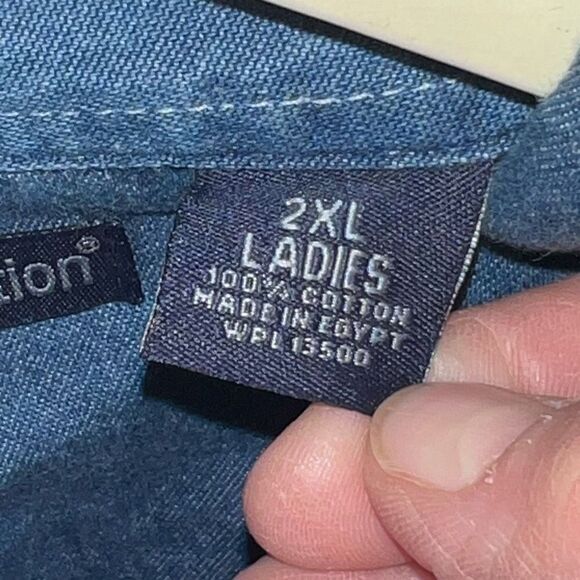 tion®
2XL
LADIES
100% COTTON
MADE IN EGYPT
WPL 13500